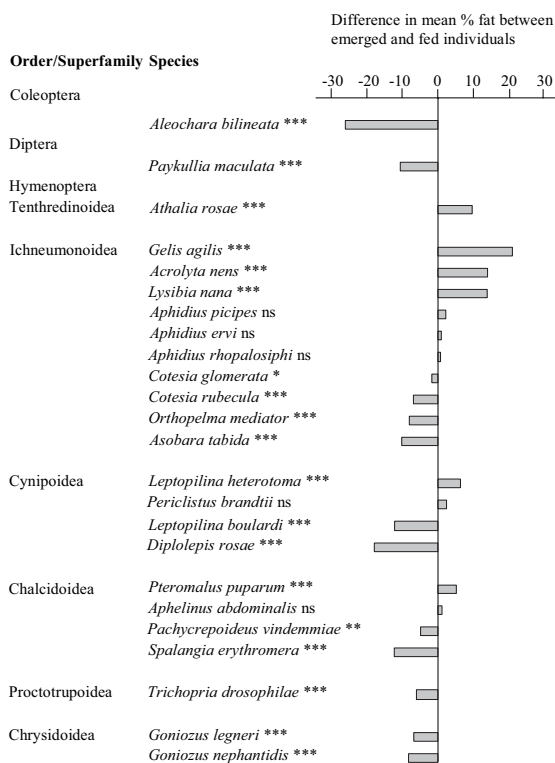 Difference in mean % fat between
emerged and fed individuals
Order/Superfamily Species
-30 -20 -10 0 10 20 30
Coleoptera
Aleochara bilineata ***
Diptera
Paykullia maculata ***
Hymenoptera
Tenthredinoidea Athalia rosae ***
Ichneumonoidea Gelis agilis ***
Acrolyta nens ***
Lysibia nana ***
Aphidius picipes ns
Aphidius ervi ns
Aphidius rhopalosiphi ns
Cotesia glomerata *
Cotesia rubecula ***
Orthopelma mediator ***
Asobara tabida ***
Cynipoidea Leptopilina heterotoma ***
Periclistus brandtii ns
Leptopilina boulardi ***
Diplolepis rosae ***
Chalcidoidea Pteromalus puparum ***
Aphelinus abdominalis ns
Pachycrepoideus vindemmiae **
Spalangia erythromera ***
Proctotrupoidea Trichopria drosophilae ***
Chrysidoidea Goniozus legneri ***
Goniozus nephantidis ***